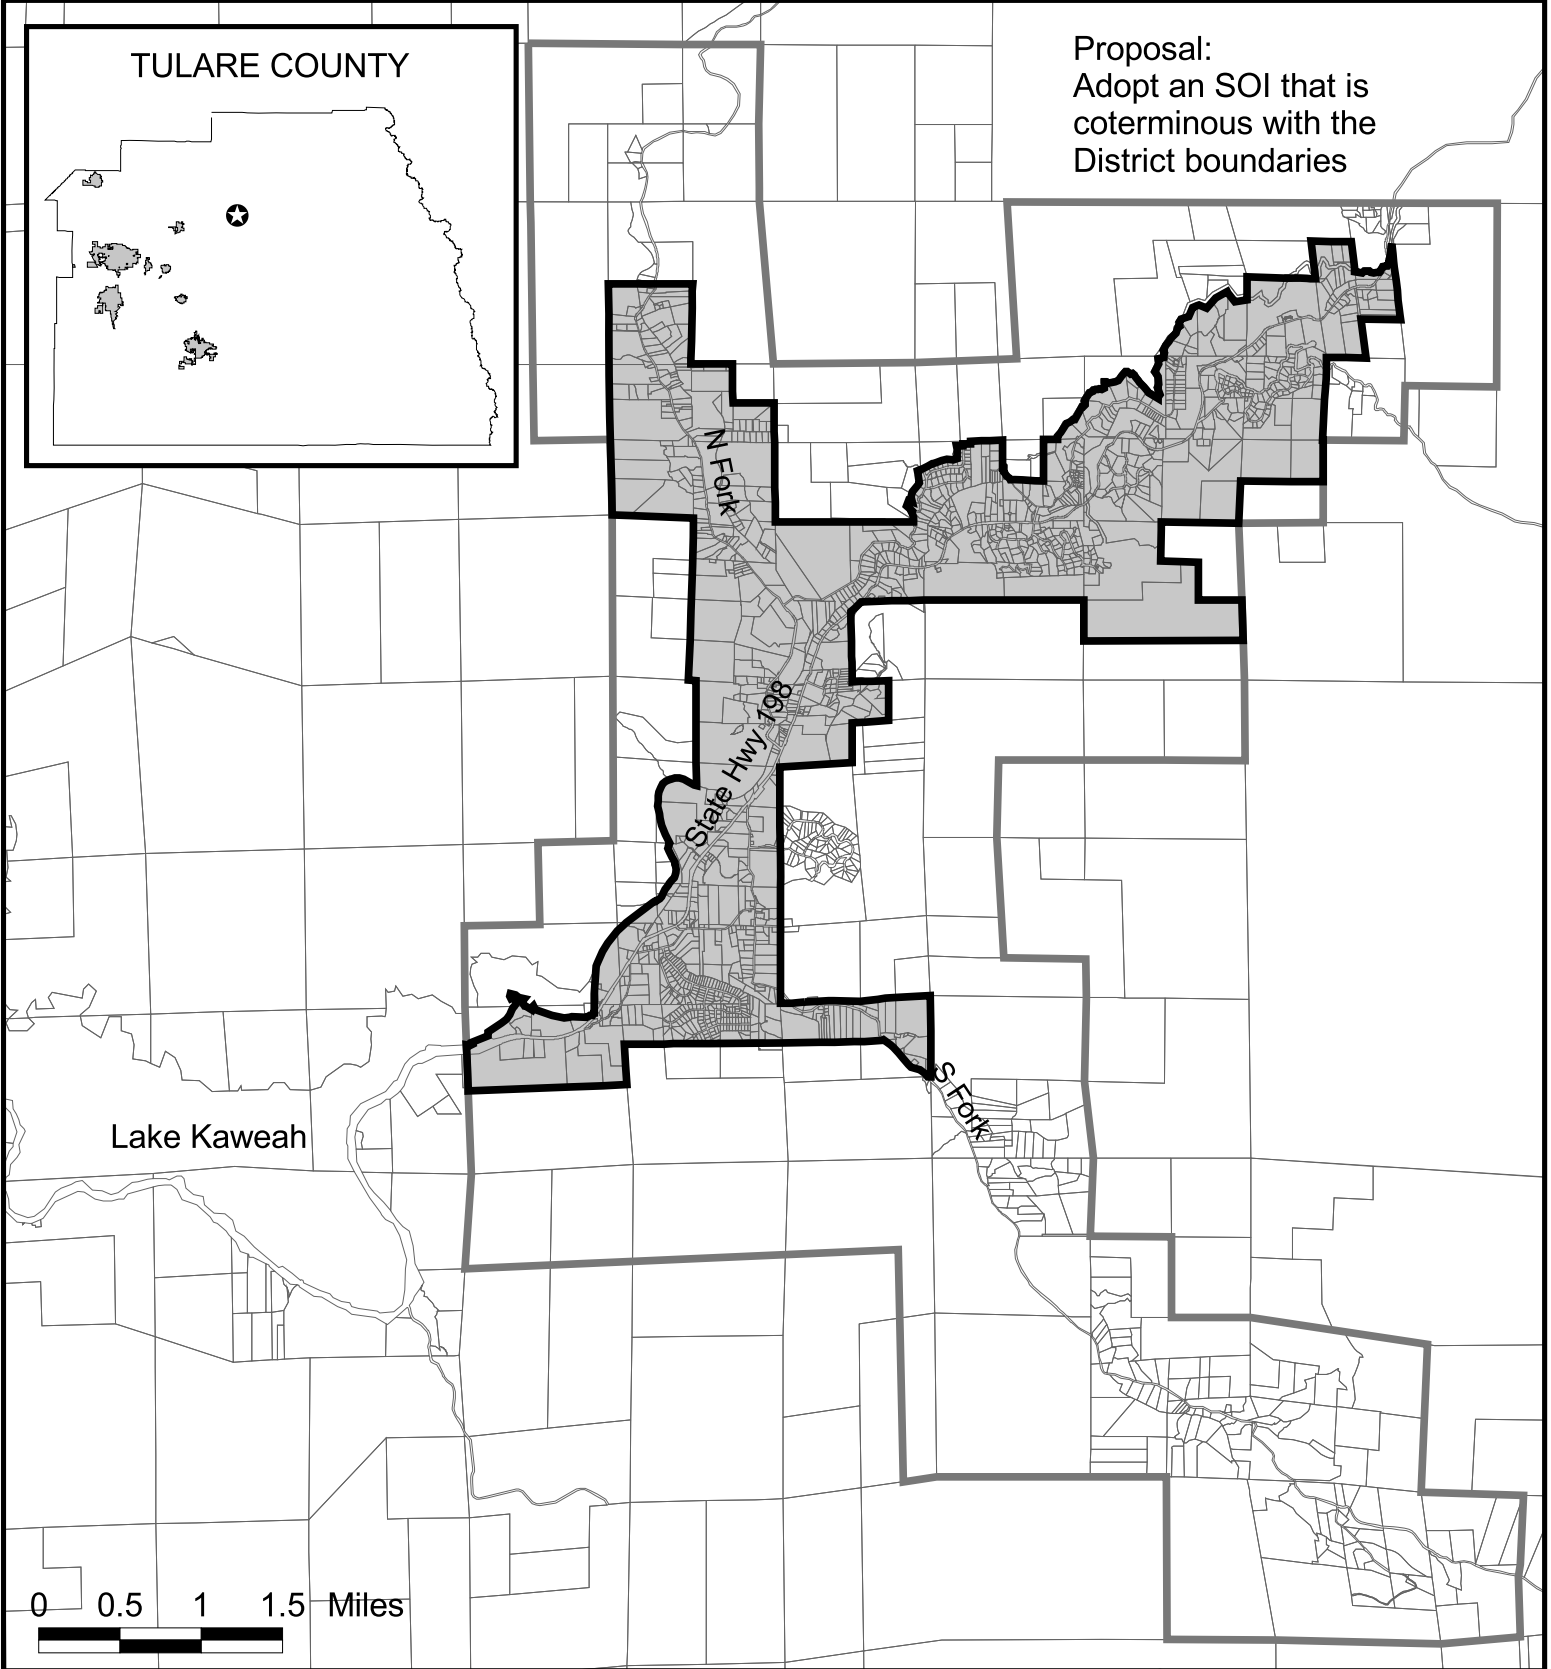 TULARE COUNTY
Proposal:
Adopt an SOI that is
coterminous with the
District boundaries
N Fork
State Hwy 198
S Fork
Lake Kaweah
0 0.5 1 1.5 Miles